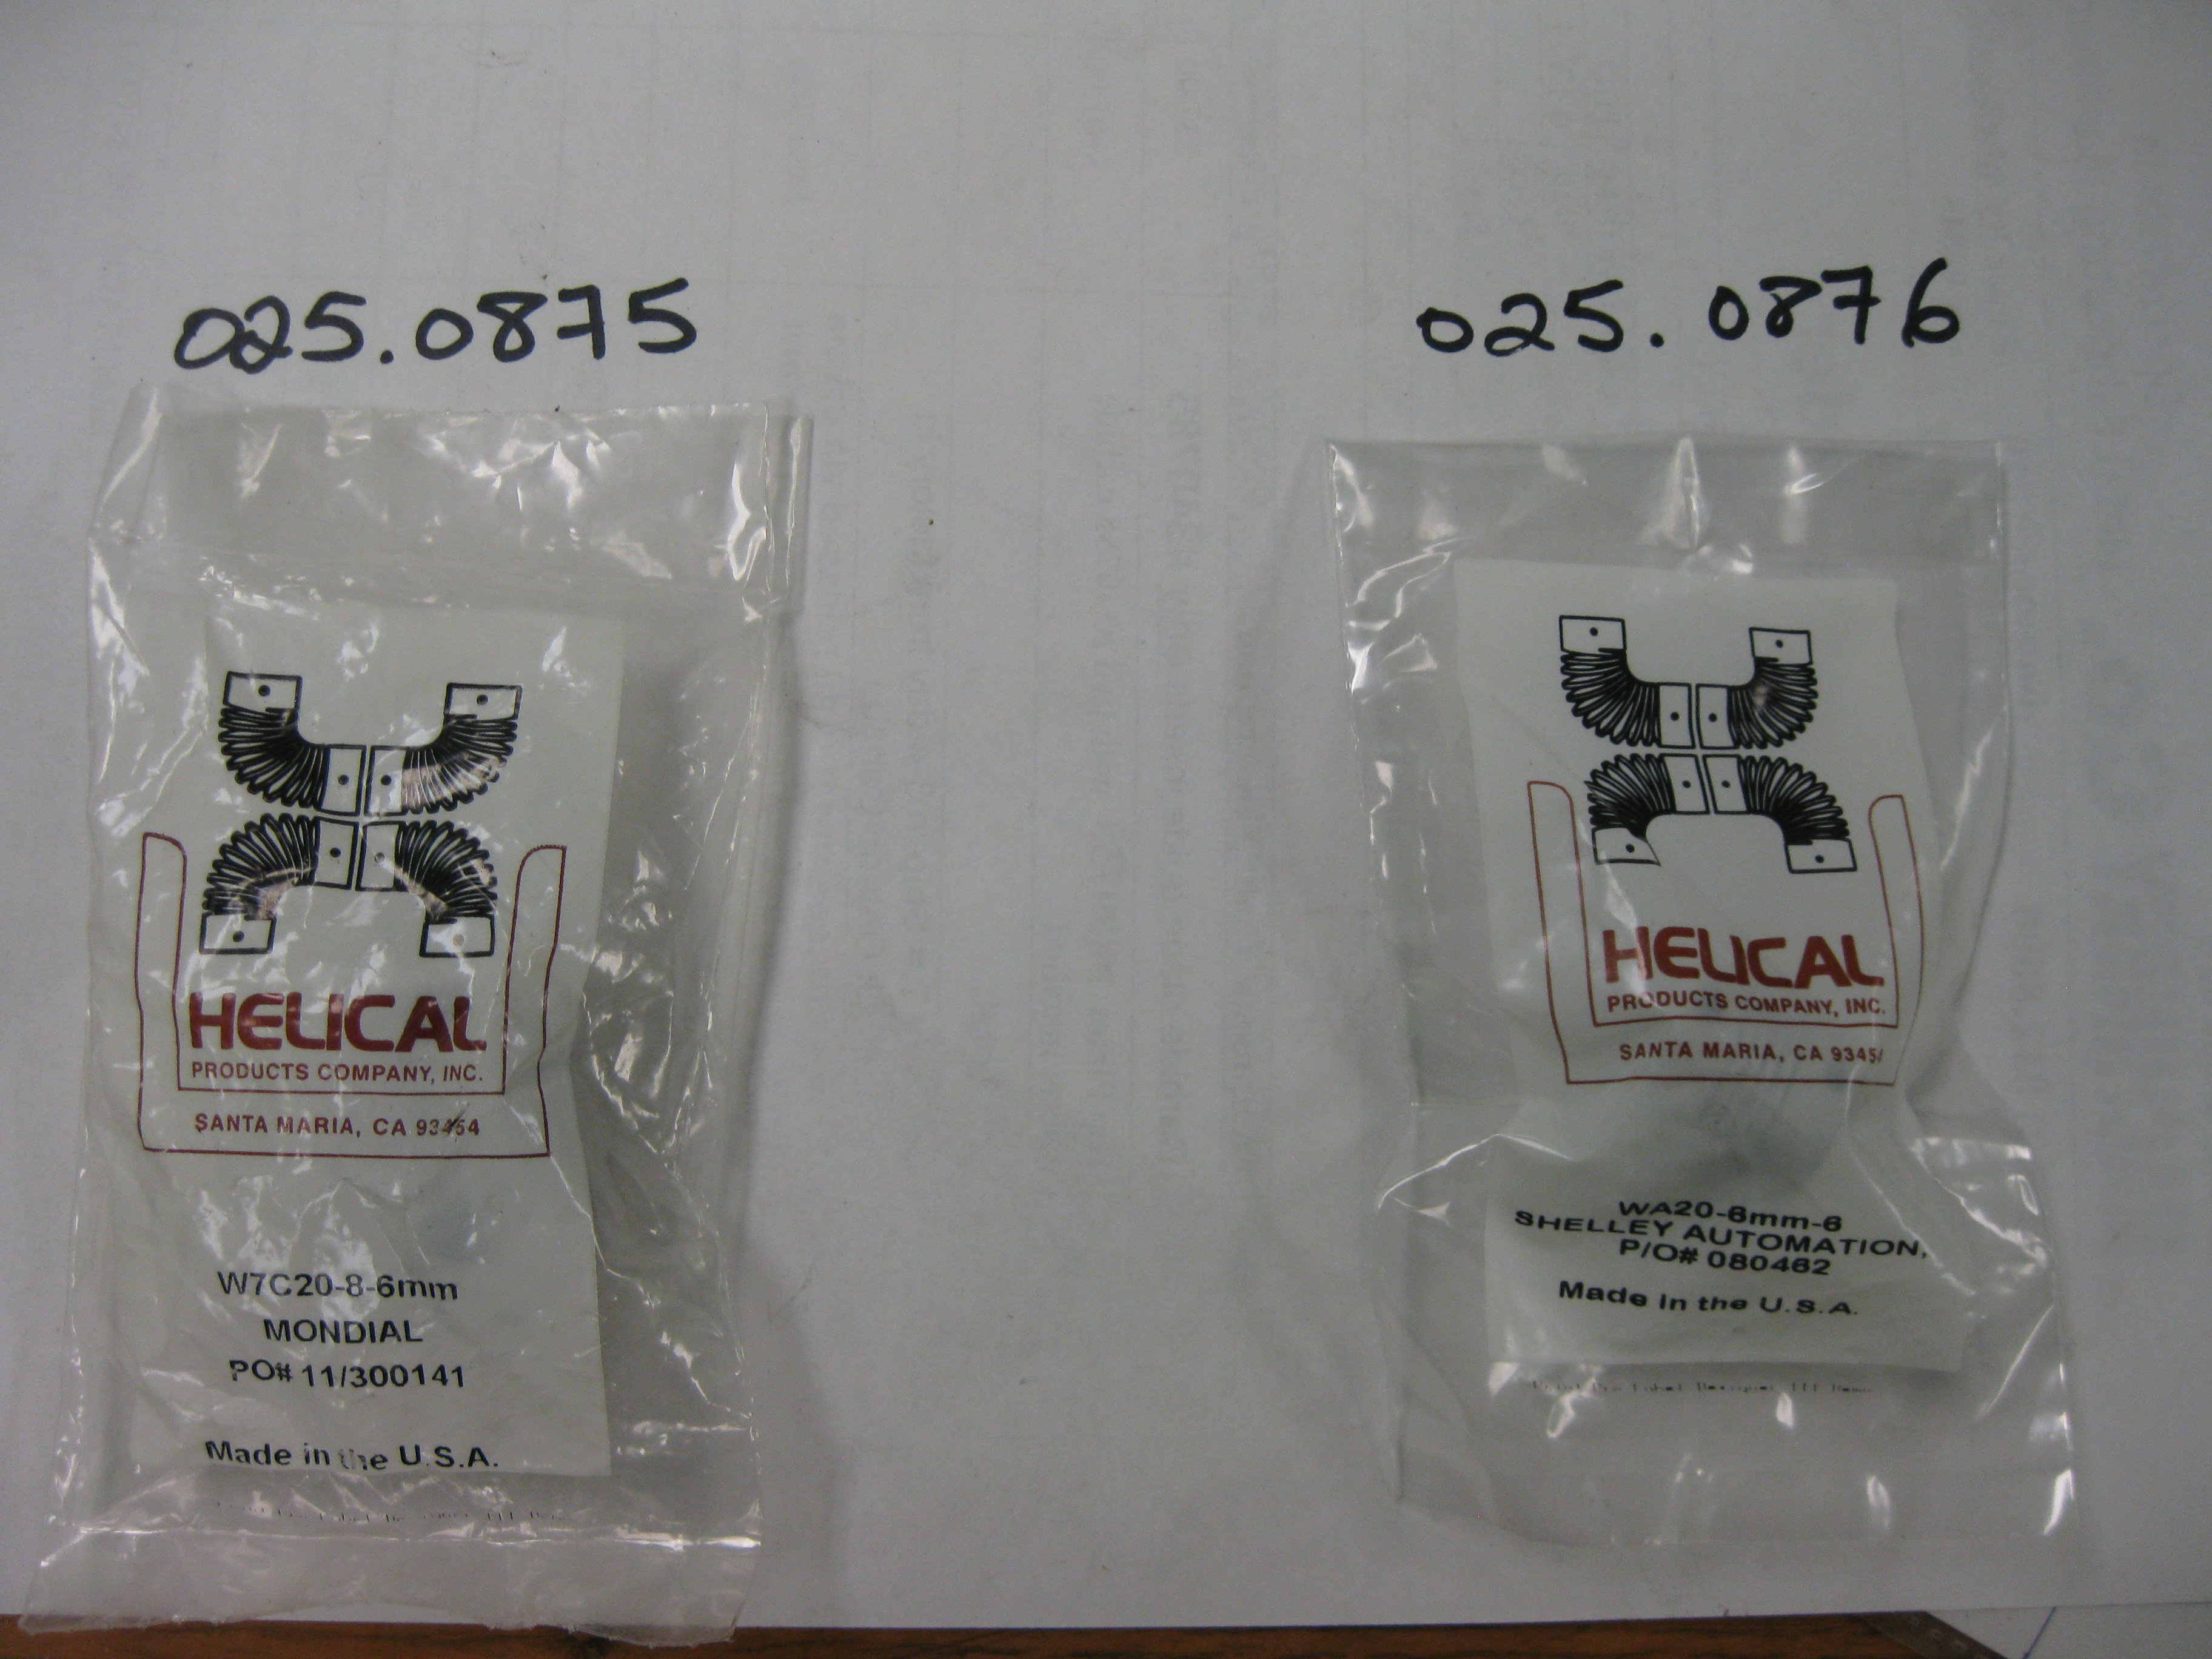 025.0875
025.0876
HELICAL
PRODUCTS COMPANY, INC.
SANTA MARIA, CA 93454
W7C20-8-6mm
MONDIAL
PO# 11/300141
Made in the U.S.A.
HELICAL
PRODUCTS COMPANY, INC.
SANTA MARIA, CA 93454
WA20-6mm-6
SHELLEY AUTOMATION,
P/O# 080462
Made in the U.S.A.